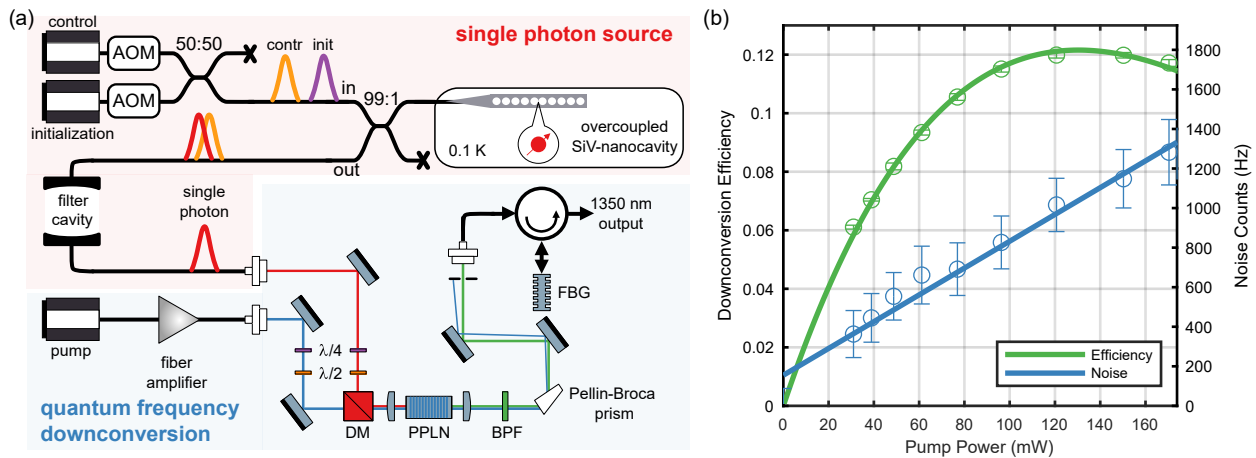 (a)
control
AOM
50:50
contr
init
single photon source
AOM
in
99:1
initialization
overcoupled
SiV-nanocavity
0.1 K
out
filter
cavity
single
photon
1350 nm
output
FBG
pump
fiber
amplifier
λ/4
λ/2
Pellin-Broca
prism
quantum frequency
downconversion
DM
PPLN
BPF
(b)
Downconversion Efficiency
0.12
0.1
0.08
0.06
0.04
0.02
0
1800
1600
1400
1200
1000
800
600
400
200
0
Noise Counts (Hz)
Efficiency
Noise
0
20
40
60
80
100
120
140
160
Pump Power (mW)